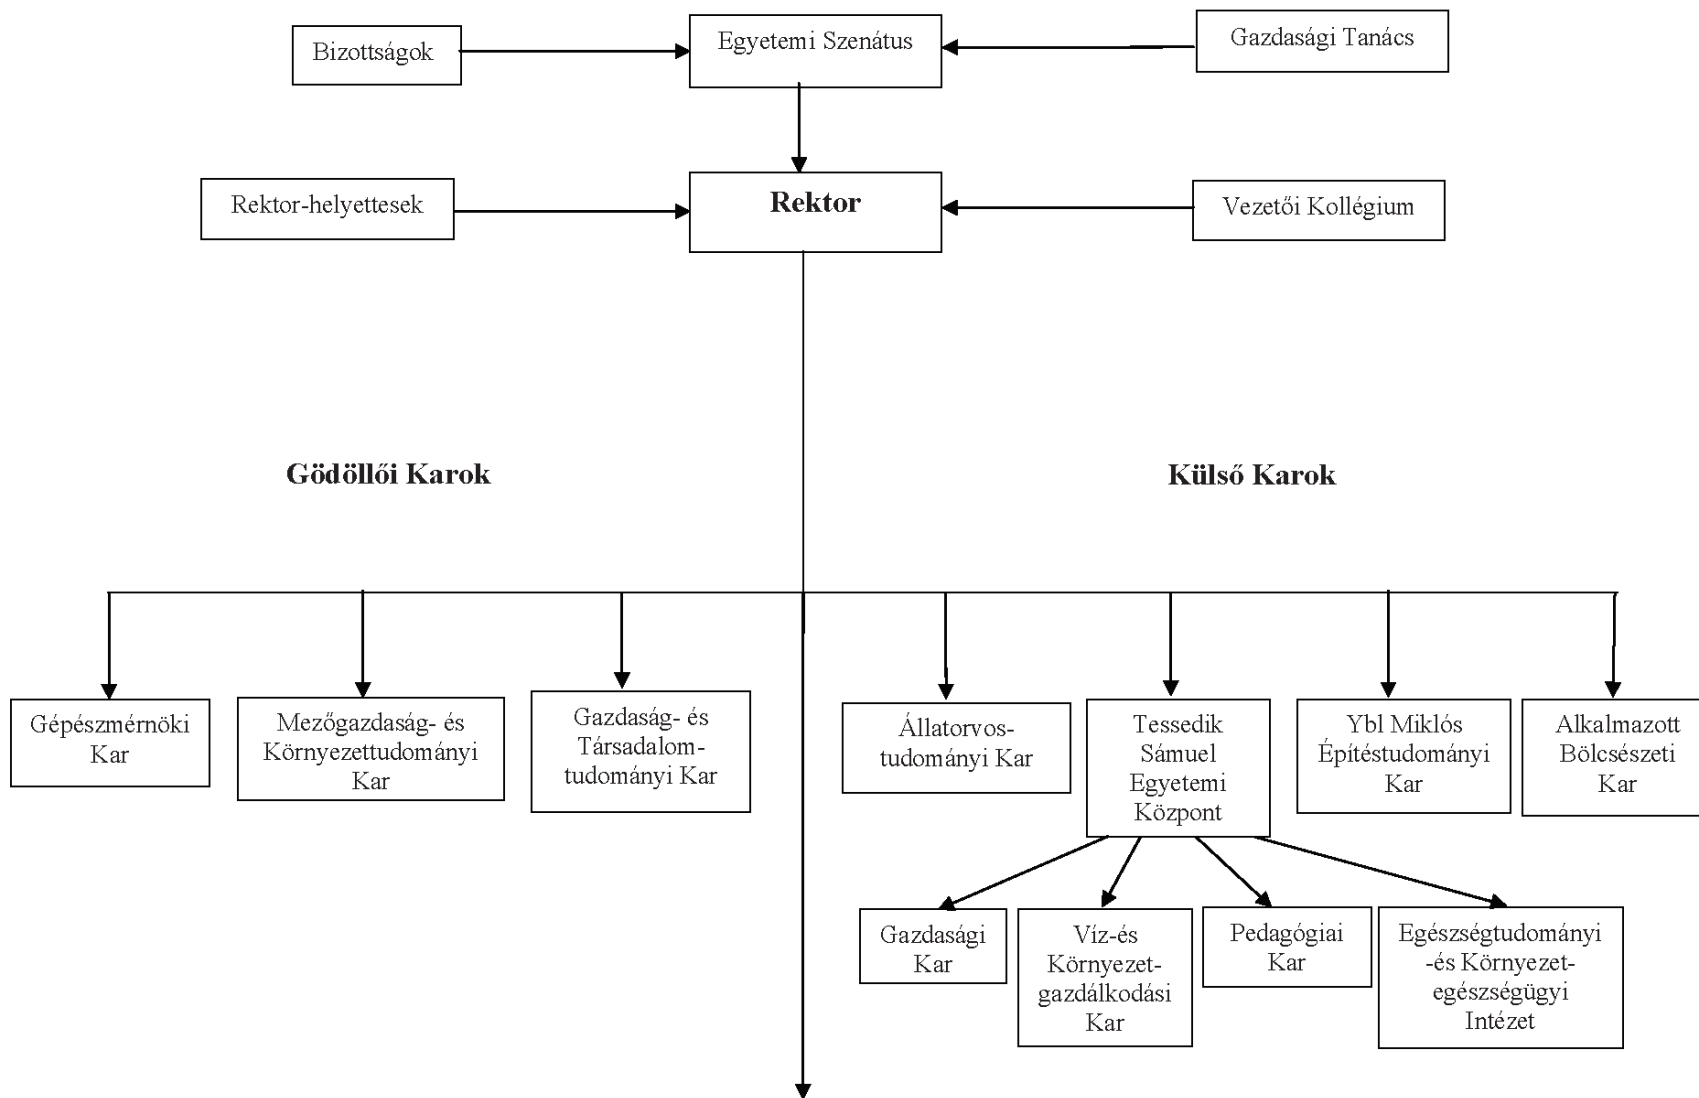 Bizottságok
Egyetemi Szenátus
Gazdasági Tanács
Rektor-helyettesek
Rektor
Vezetői Kollégium
Gödöllői Karok
Külső Karok
Gépészmérnöki
Kar
Mezőgazdaság- és
Környezettudományi
Kar
Gazdaság- és
Társadalom-
tudományi Kar
Állatorvos-
tudományi Kar
Tessedik
Sámuel
Egyetemi
Központ
Ybl Miklós
Építéstudományi
Kar
Alkalmazott
Bölcsészeti
Kar
Gazdasági
Kar
Víz-és
Környezet-
gazdálkodási
Kar
Pedagógiai
Kar
Egészségtudományi
-és Környezet-
egészségügyi
Intézet